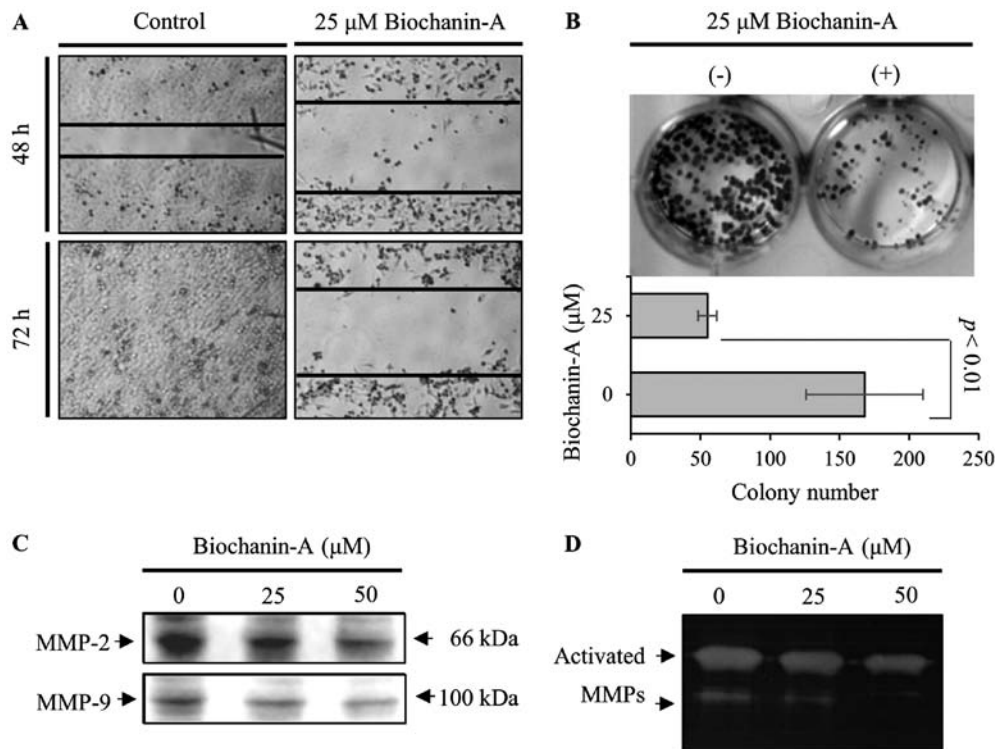 A
Control
25 μM Biochanin-A
48 h
72 h
B
25 μM Biochanin-A
(-) (+)
Biochanin-A (μM)
25
0
p< 0.01
0 50 100 150 200 250
Colony number
C
Biochanin-A (μM)
0 25 50
MMP-2 66 kDa
MMP-9 100 kDa
D
Biochanin-A (μM)
0 25 50
Activated
MMPs